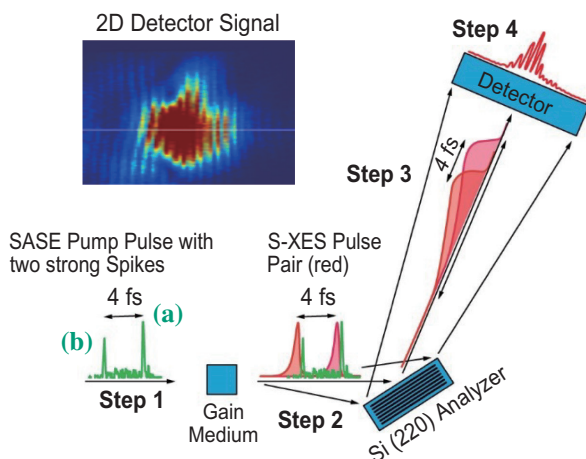 2D Detector Signal
Step 4
Detector
4 fs
Step 3
SASE Pump Pulse with
two strong Spikes
S-XES Pulse
Pair (red)
4 fs
(a)
(b)
4 fs
Step 1
Gain
Medium
Step 2
Si (220) Analyzer